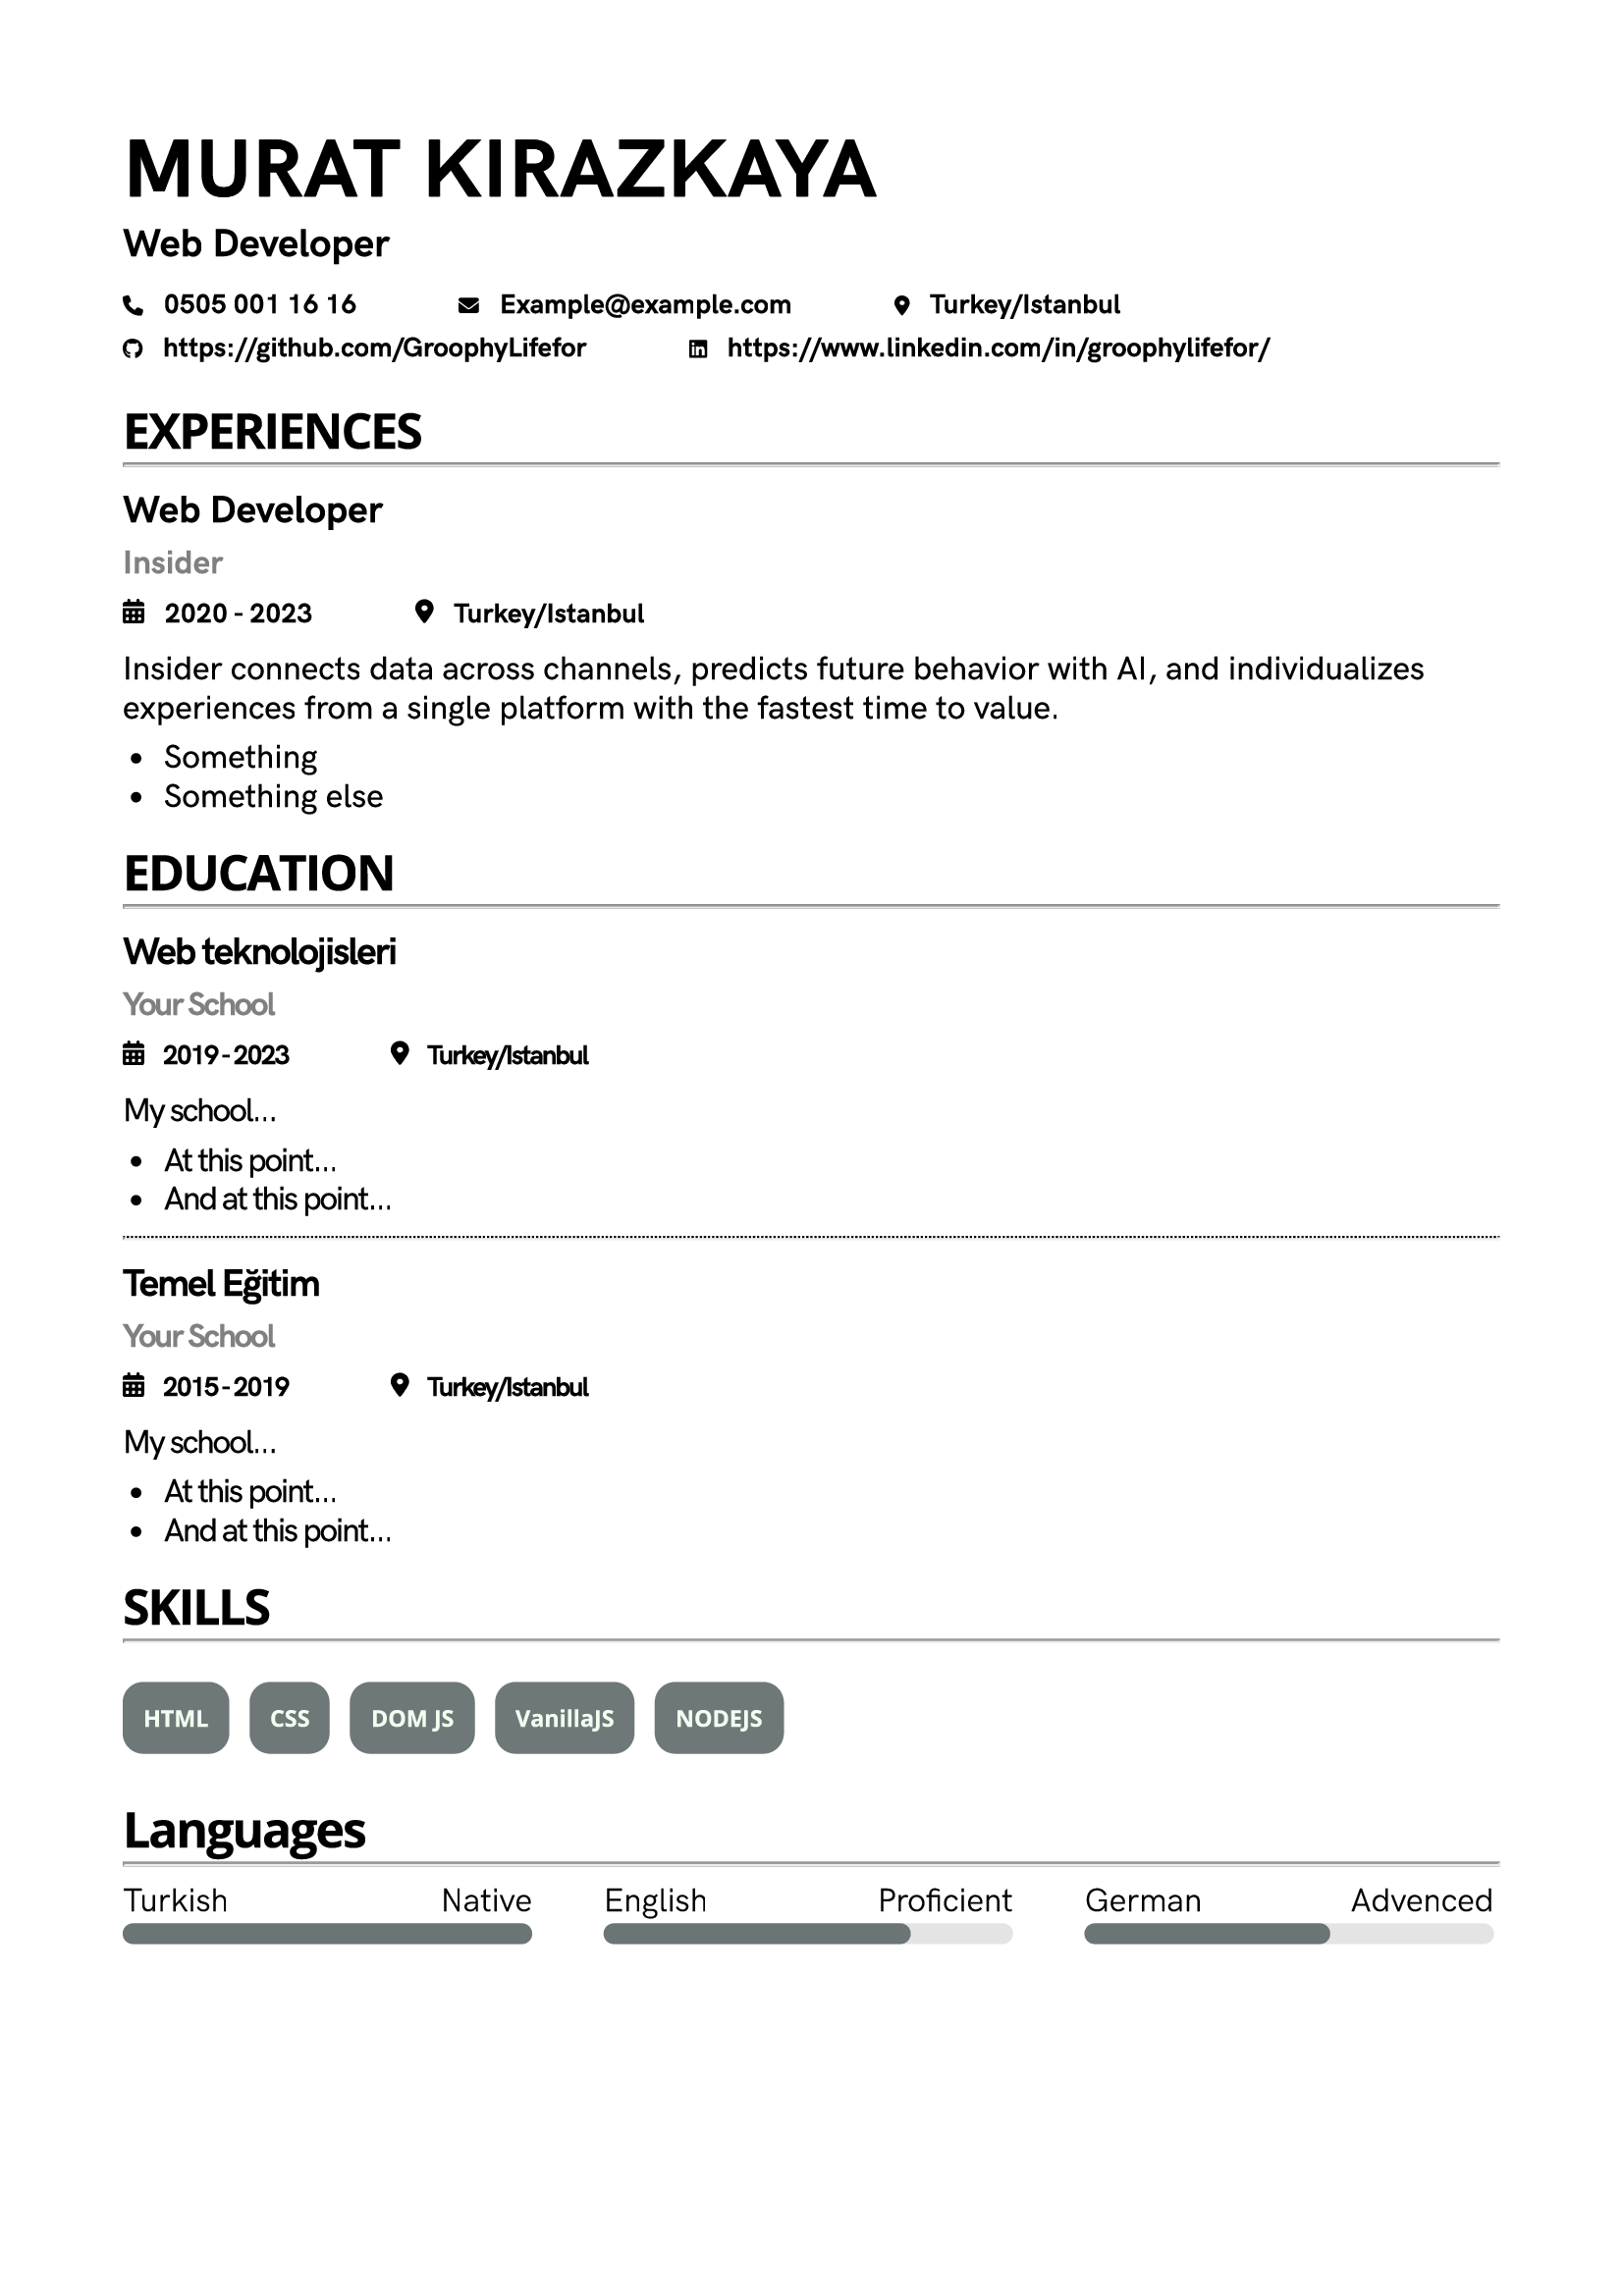 MURAT KIRAZKAYA
Web Developer
0505 001 16 16 Example@example.com Turkey/Istanbul
https://github.com/GroophyLifefor https://www.linkedin.com/in/groophylifefor/
EXPERIENCES
Web Developer
Insider
2020 - 2023 Turkey/Istanbul
Insider connects data across channels, predicts future behavior with AI, and individualizes
experiences from a single platform with the fastest time to value.
• Something
• Something else
EDUCATION
Web teknolojisleri
Your School
2019 - 2023 Turkey/Istanbul
My school...
• At this point...
• And at this point...
Temel Eğitim
Your School
2015 - 2019 Turkey/Istanbul
My school...
• At this point...
• And at this point...
SKILLS
HTML CSS DOM JS VanillaJS NODEJS
Languages
Turkish Native English Proficient German Advenced